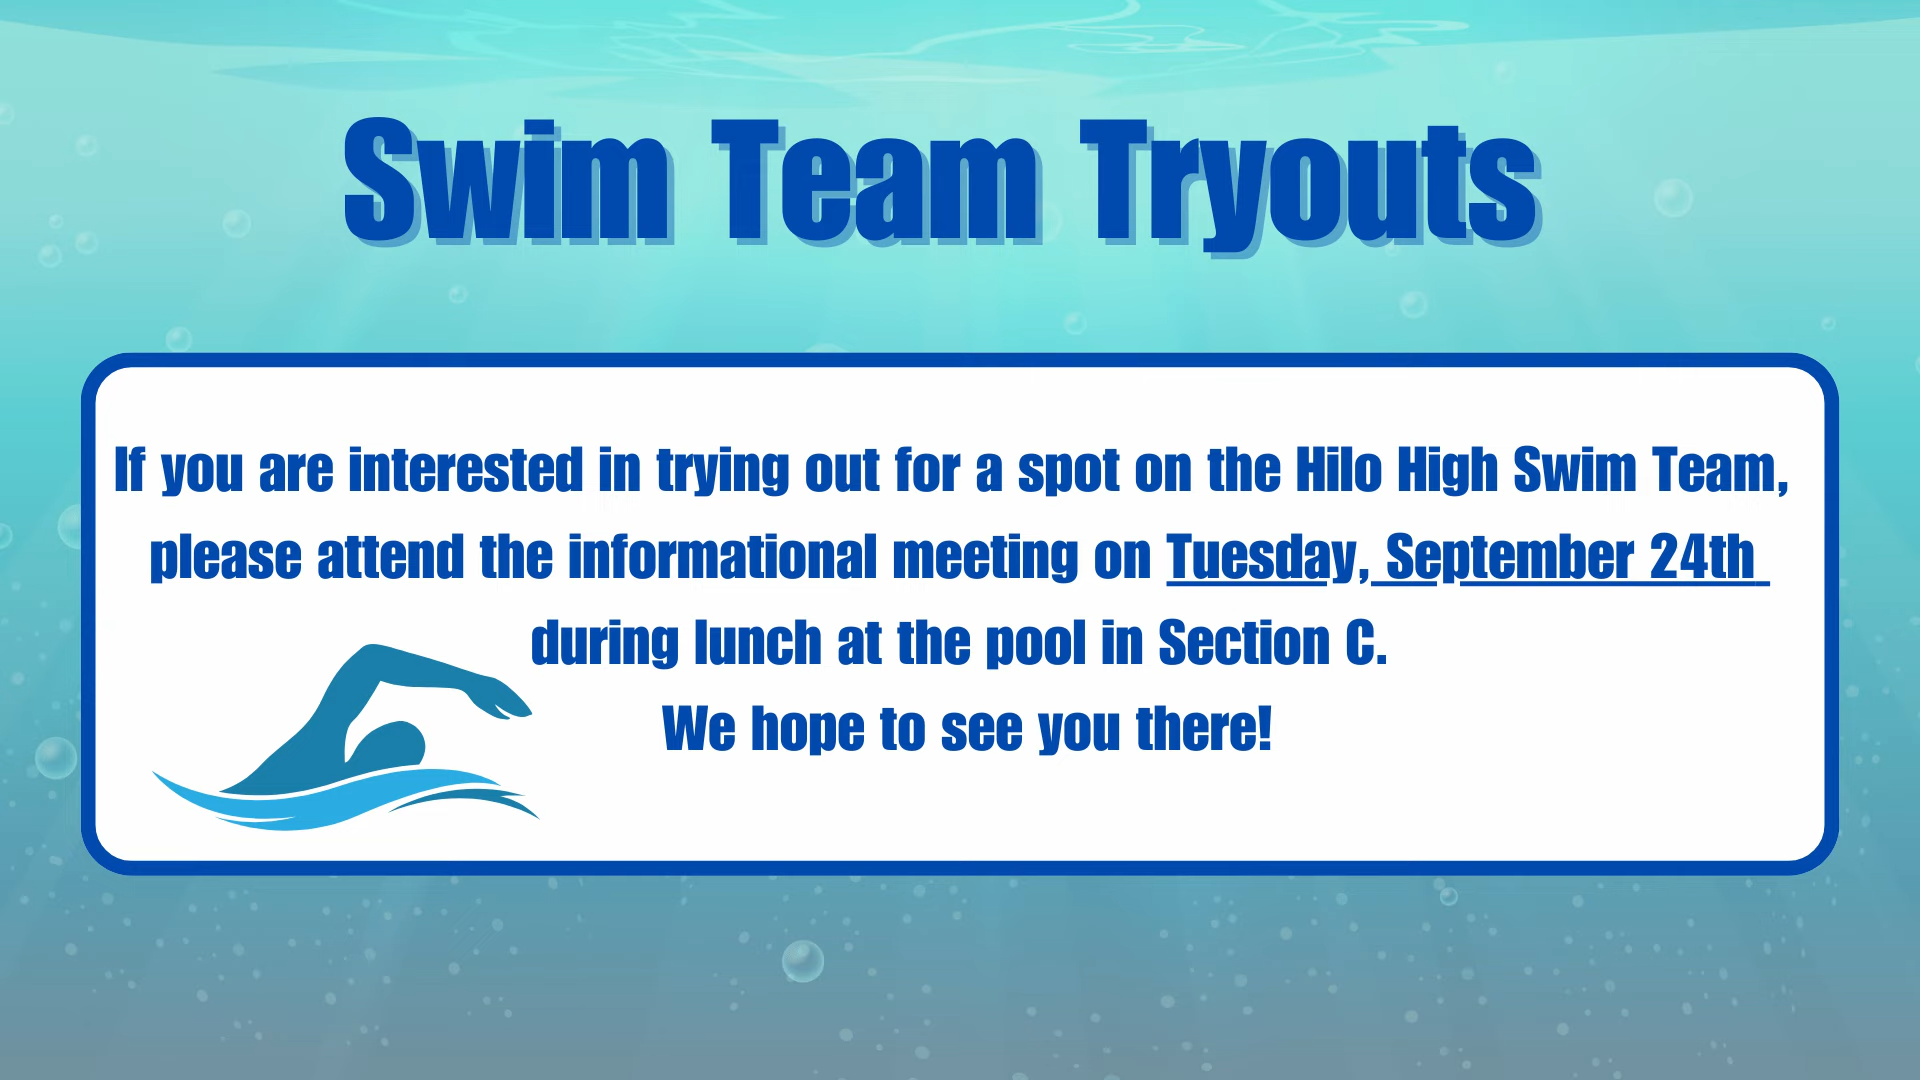 Swim Team Tryouts
If you are interested in trying out for a spot on the Hilo High Swim Team,
please attend the informational meeting on Tuesday, September 24th
during lunch at the pool in Section C.
We hope to see you there!